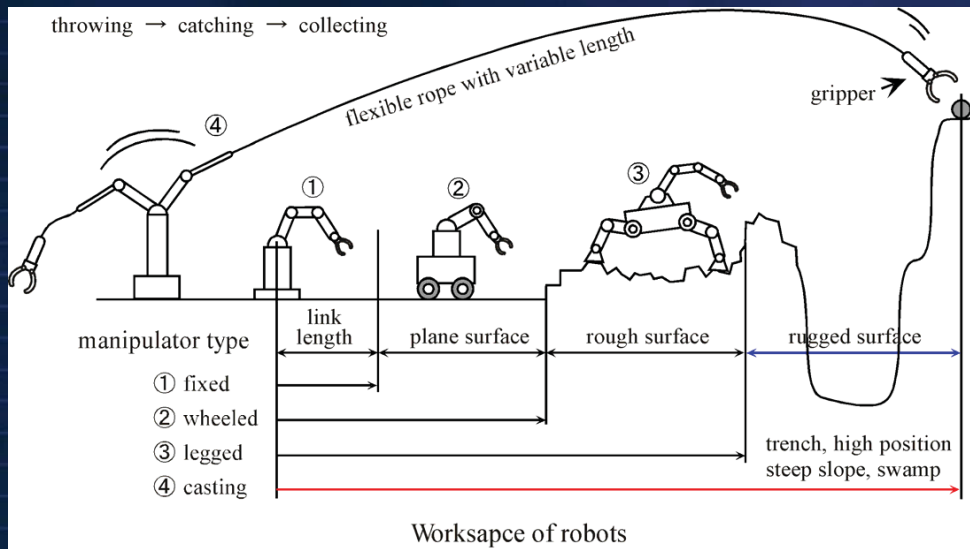 throwing → catching → collecting
flexible rope with variable length
gripper
④
①
②
③
link
length
plane surface
rough surface
rugged surface
manipulator type
① fixed
② wheeled
③ legged
④ casting
trench, high position
steep slope, swamp
Worksapce of robots